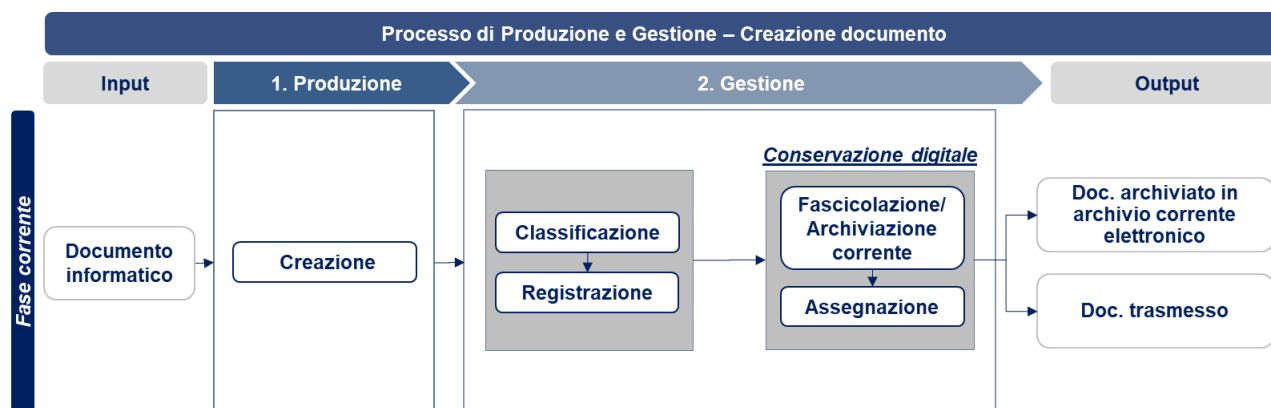 Processo di Produzione e Gestione – Creazione documento
Input
1. Produzione
2. Gestione
Output
Fase corrente
Documento
informatico
Creazione
Classificazione
Registrazione
Conservazione digitale
Fascicolazione/
Archiviazione
corrente
Assegnazione
Doc. archiviato in
archivio corrente
elettronico
Doc. trasmesso